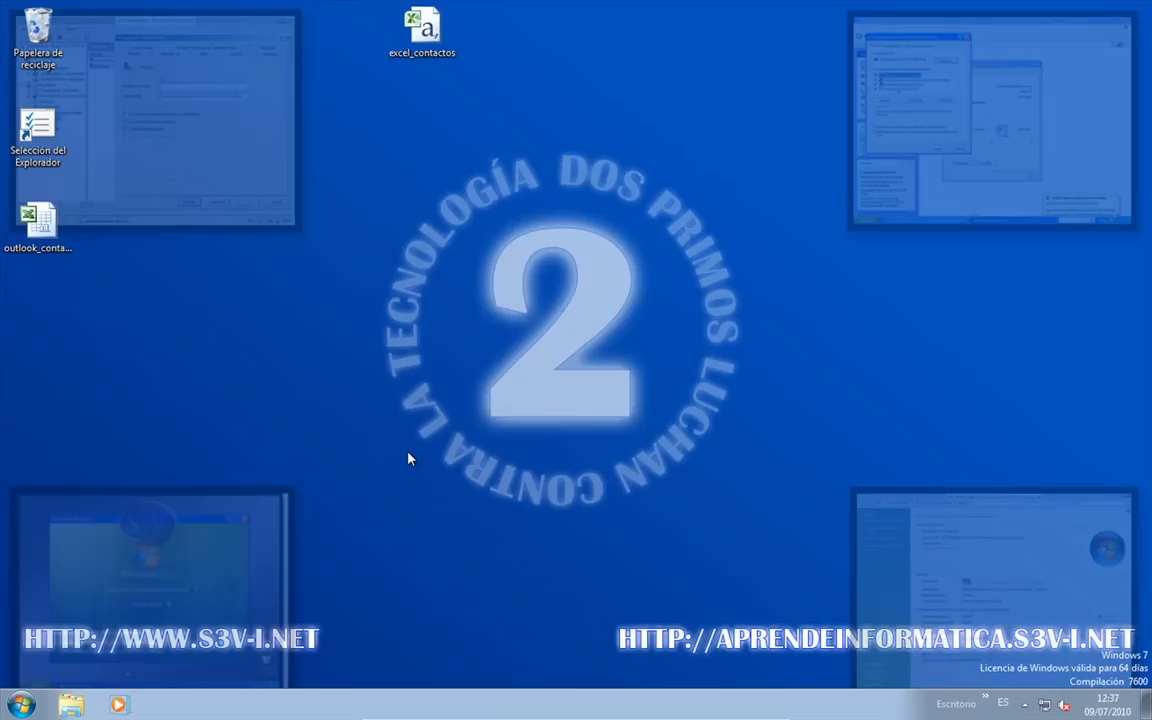 Papelera de
reciclaje
excel_contactos
Selección del
Explorador
outlook_conta...
DOS PRIMOS LUCHAN CONTRA LA TECNOLOGÍA
2
HTTP://WWW.S3V-I.NET
HTTP://APRENDEINFORMATICA.S3V-I.NET
Windows 7
Licencia de Windows válida para 64 días
Compilación 7600
Escritorio
»
ES
12:37
09/07/2010